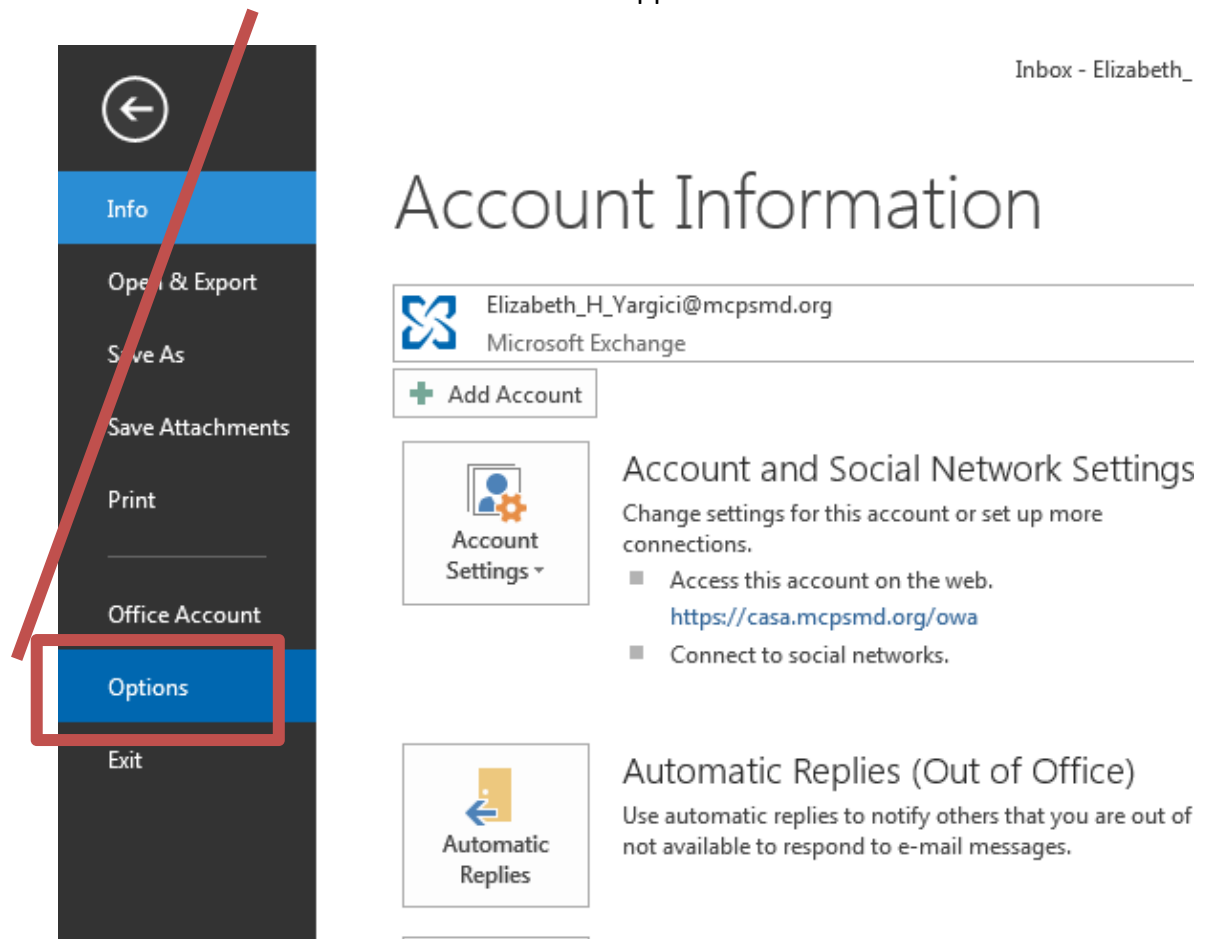 Inbox - Elizabeth_
Info
Open & Export
Save As
Save Attachments
Print
Office Account
Options
Exit
Account Information
Elizabeth_H_Yargici@mcpsmd.org
Microsoft Exchange
Add Account
Account
Settings
Account and Social Network Settings
Change settings for this account or set up more
connections.
Access this account on the web.
https://casa.mcpsmd.org/owa
Connect to social networks.
Automatic
Replies
Automatic Replies (Out of Office)
Use automatic replies to notify others that you are out of
not available to respond to e-mail messages.